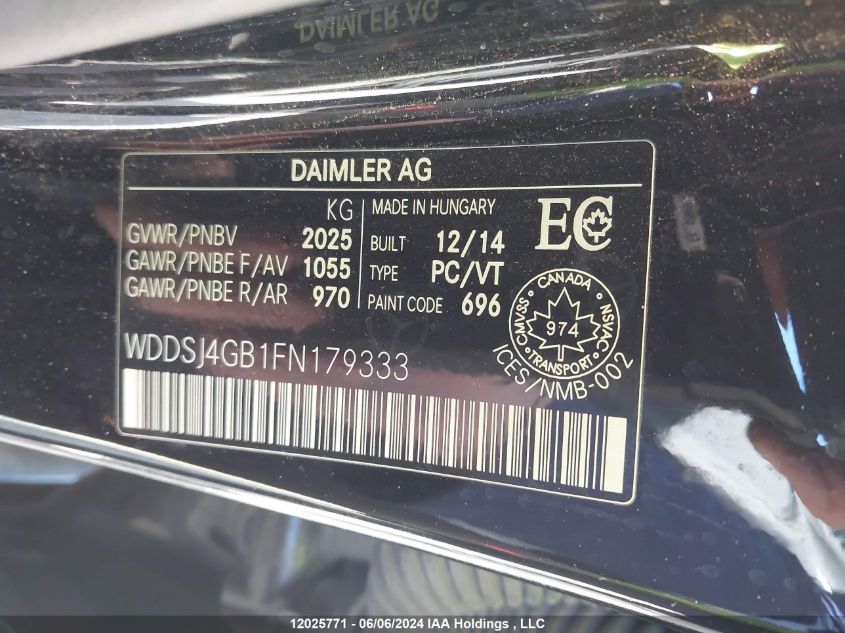 DAIMLER AG
DAIMLER AG
KG
GVWR/PNBV 2025
GAWR/PNBE F/AV 1055
GAWR/PNBE R/AR 970
MADE IN HUNGARY
BUILT 12/14
TYPE PC/VT
PAINT CODE 696
EC
CANADA
CMVSS 974 NSVAC
TRANSPORT
ICES/NMB-002
WDDSJ4GB1FN179333
12025771 - 06/06/2024 IAA Holdings , LLC